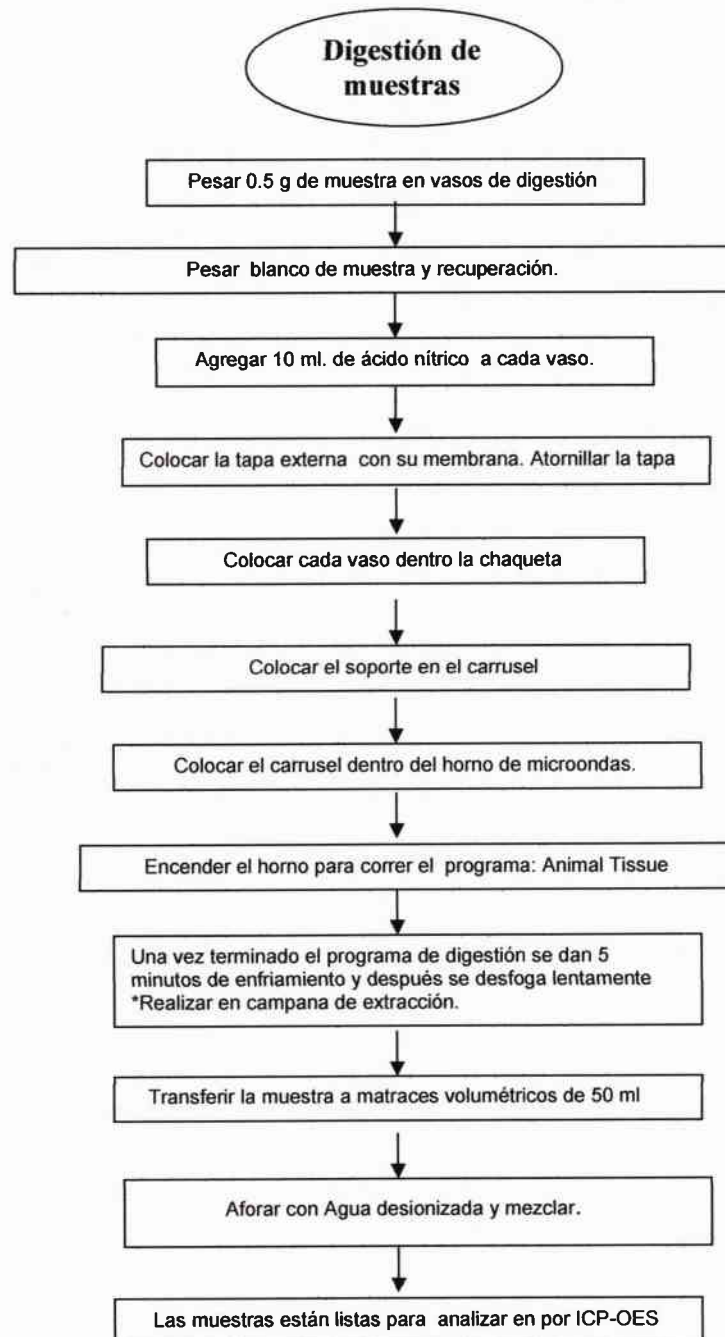 Digestión de
muestras
Pesar 0.5 g de muestra en vasos de digestión
Pesar blanco de muestra y recuperación.
Agregar 10 ml. de ácido nítrico a cada vaso.
Colocar la tapa externa con su membrana. Atornillar la tapa
Colocar cada vaso dentro la chaqueta
Colocar el soporte en el carrusel
Colocar el carrusel dentro del horno de microondas.
Encender el horno para correr el programa: Animal Tissue
Una vez terminado el programa de digestión se dan 5
minutos de enfriamiento y después se desfoga lentamente
*Realizar en campana de extracción.
Transferir la muestra a matraces volumétricos de 50 ml
Aforar con Agua desionizada y mezclar.
Las muestras están listas para analizar en por ICP-OES